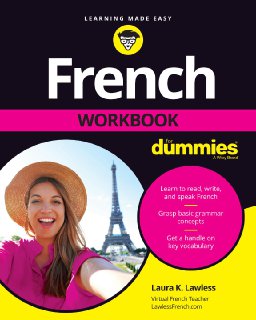 LEARNING MADE EASY
French
WORKBOOK
for
dummies
A Wiley Brand
Learn to read, write,
and speak French
Grasp basic grammar
concepts
Get a handle on
key vocabulary
Laura K. Lawless
Virtual French Teacher
LawlessFrench.com